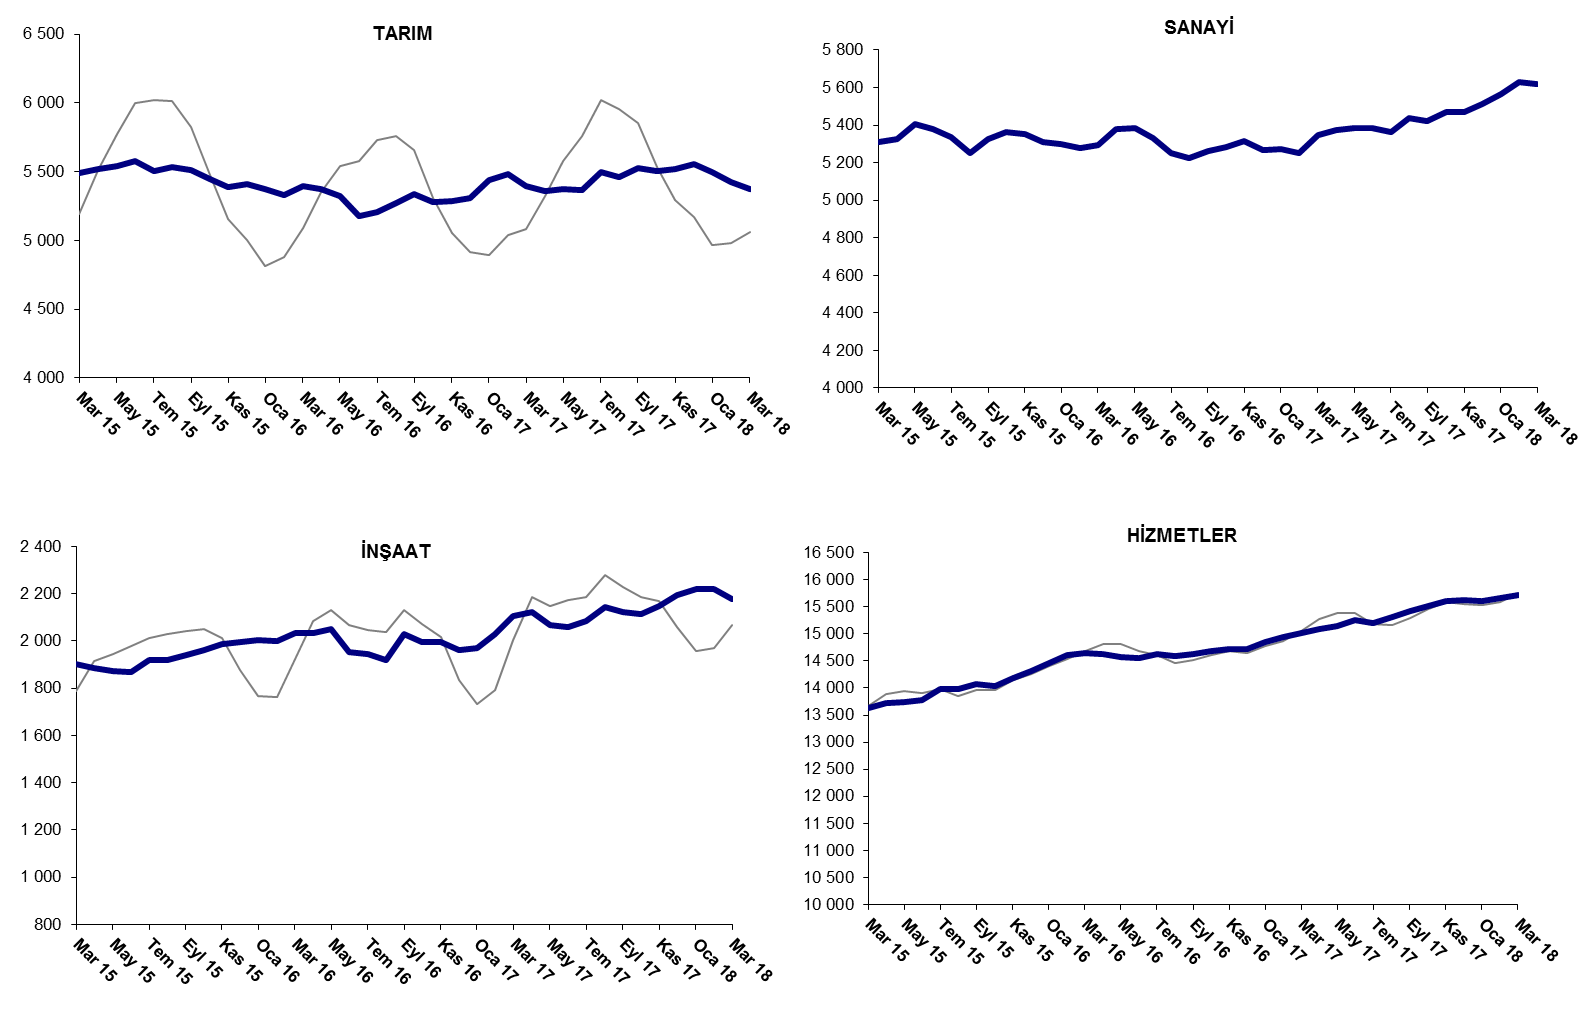 TARIM
6 500
6 000
5 500
5 000
4 500
4 000
Mar 15
May 15
Tem 15
Eyl 15
Kas 15
Oca 16
Mar 16
May 16
Tem 16
Eyl 16
Kas 16
Oca 17
Mar 17
May 17
Tem 17
Eyl 17
Kas 17
Oca 18
Mar 18
SANAYİ
5 800
5 600
5 400
5 200
5 000
4 800
4 600
4 400
4 200
4 000
Mar 15
May 15
Tem 15
Eyl 15
Kas 15
Oca 16
Mar 16
May 16
Tem 16
Eyl 16
Kas 16
Oca 17
Mar 17
May 17
Tem 17
Eyl 17
Kas 17
Oca 18
Mar 18
İNŞAAT
2 400
2 200
2 000
1 800
1 600
1 400
1 200
1 000
800
Mar 15
May 15
Tem 15
Eyl 15
Kas 15
Oca 16
Mar 16
May 16
Tem 16
Eyl 16
Kas 16
Oca 17
Mar 17
May 17
Tem 17
Eyl 17
Kas 17
Oca 18
Mar 18
HİZMETLER
16 500
16 000
15 500
15 000
14 500
14 000
13 500
13 000
12 500
12 000
11 500
11 000
10 500
10 000
Mar 15
May 15
Tem 15
Eyl 15
Kas 15
Oca 16
Mar 16
May 16
Tem 16
Eyl 16
Kas 16
Oca 17
Mar 17
May 17
Tem 17
Eyl 17
Kas 17
Oca 18
Mar 18